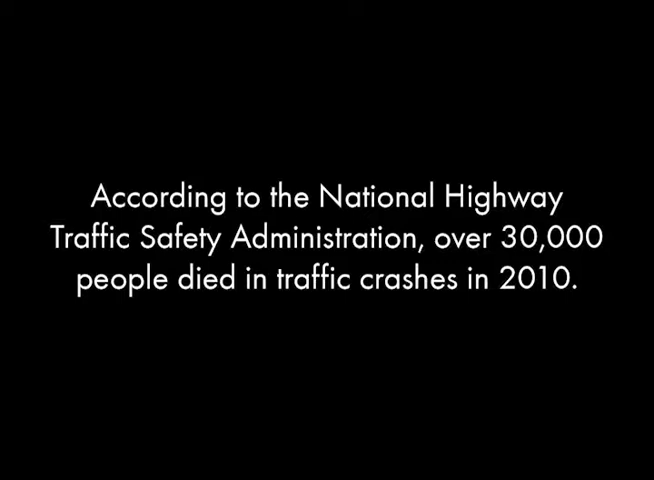 According to the National Highway
Traffic Safety Administration, over 30,000
people died in traffic crashes in 2010.